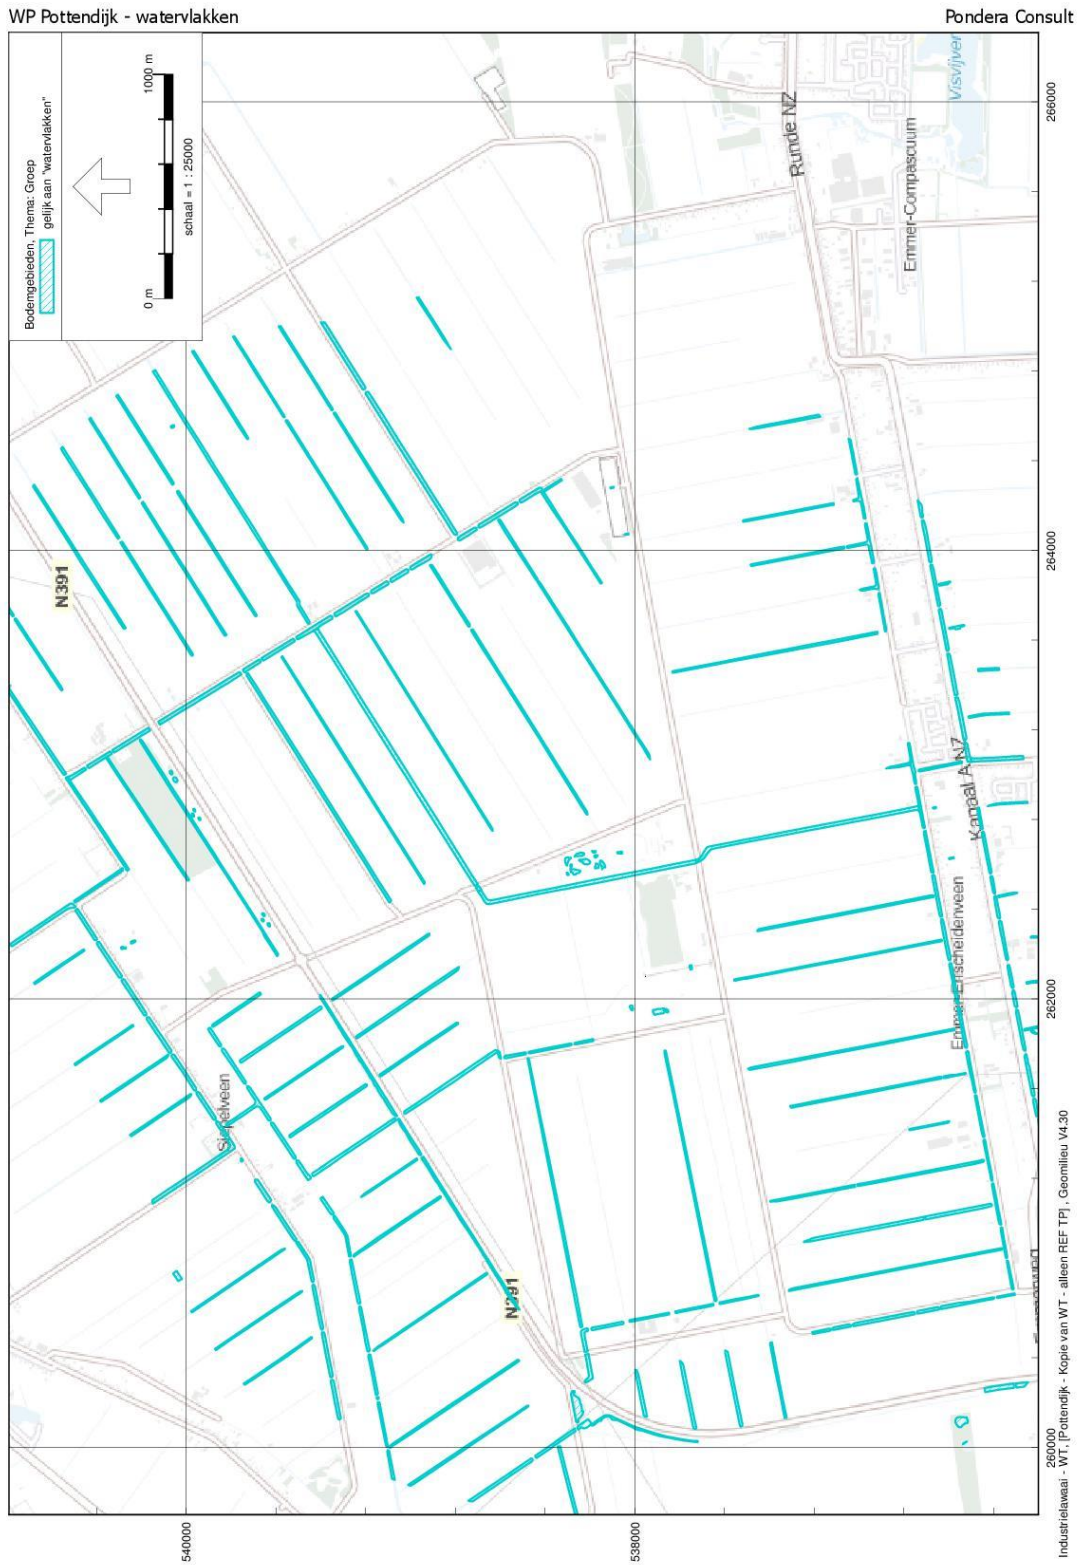 WP Pottendijk - watervlakken
Pondera Consult
Bodemgebieden, Thema: Groep
gelijk aan "watervlakken"
0 m
1000 m
schaal = 1 : 25000
N391
Runde NZ
Visvijver
Emmer-Compascuum
Siepelveen
Kanaal A NZ
Emmer-Erfscheidenveen
N391
266000
264000
262000
260000
540000
538000
Industrielawaai - WT, [Pottendijk - Kopie van WT - alleen REF TP] , Geomilieu V4.30